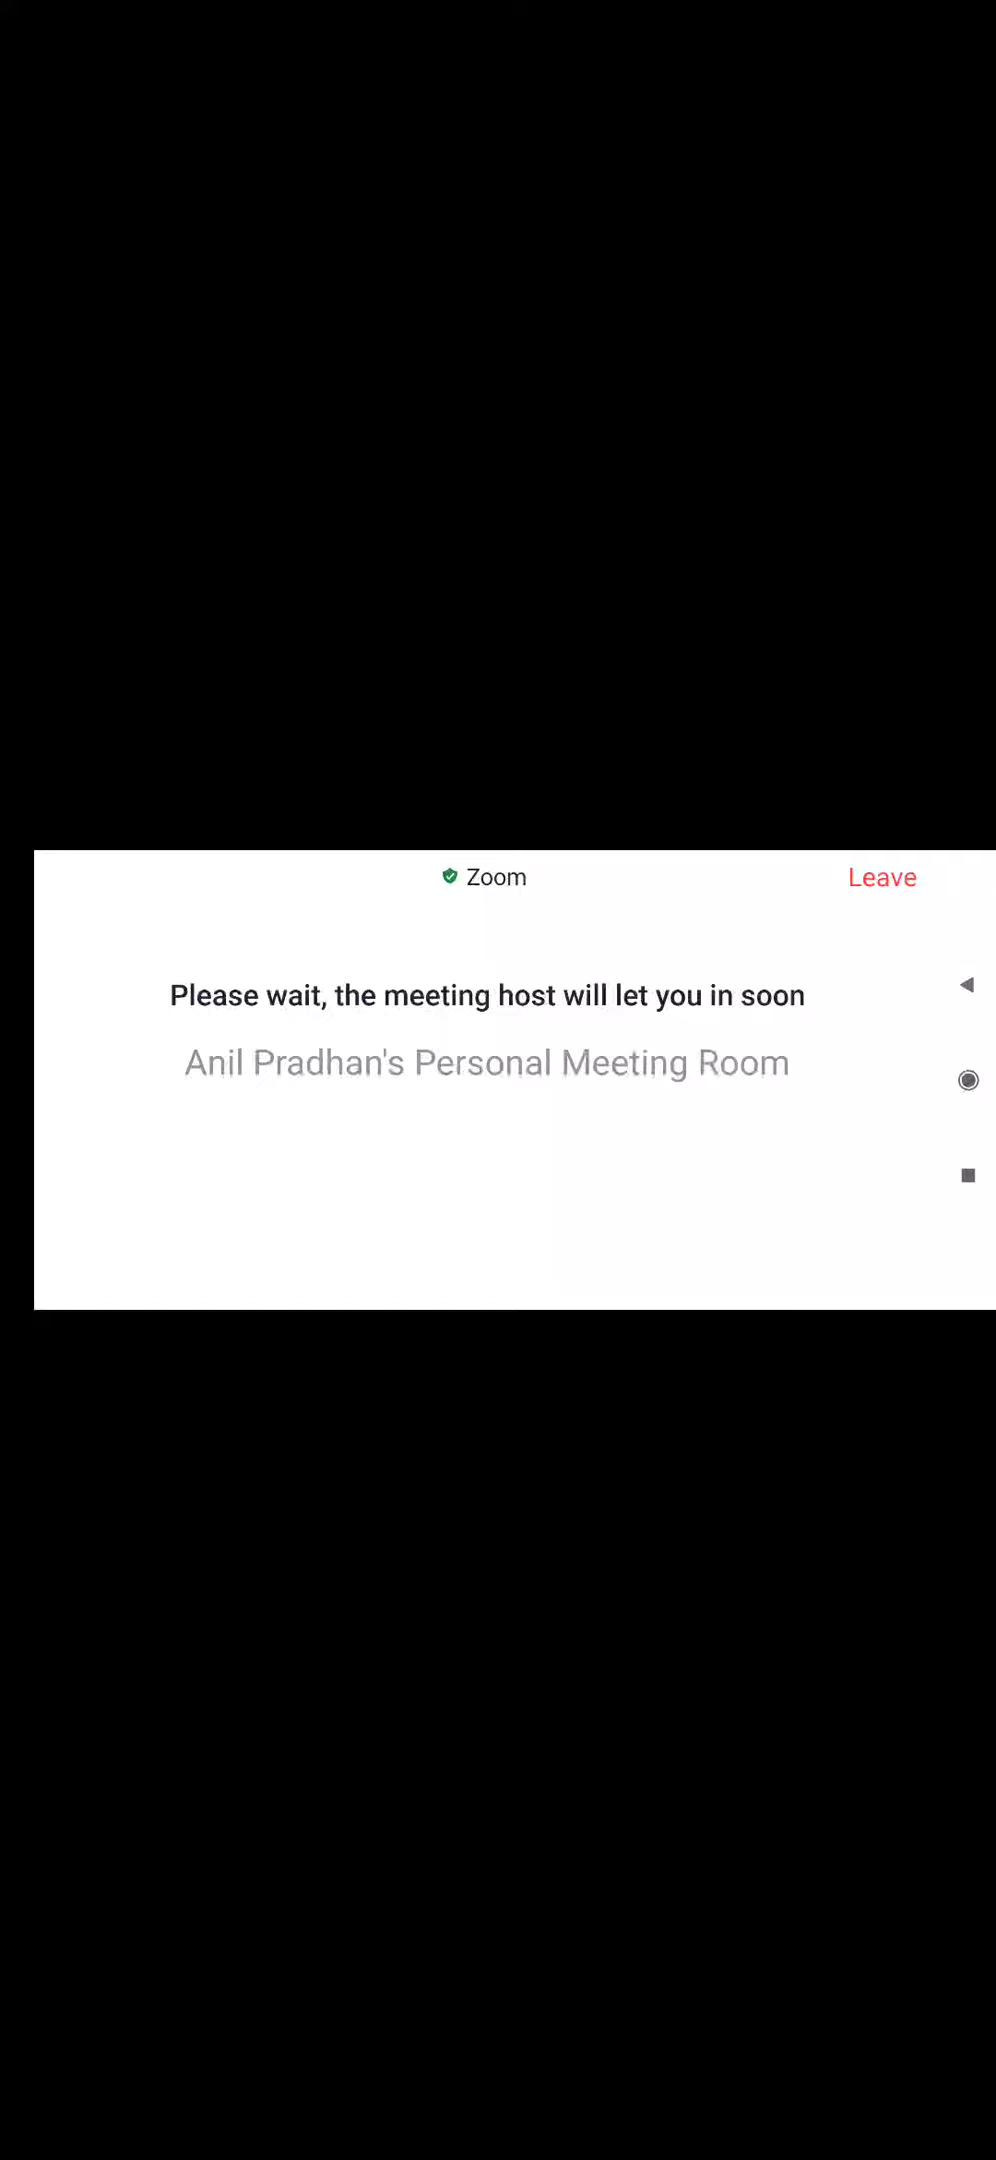 Zoom
Leave
Please wait, the meeting host will let you in soon
Anil Pradhan's Personal Meeting Room